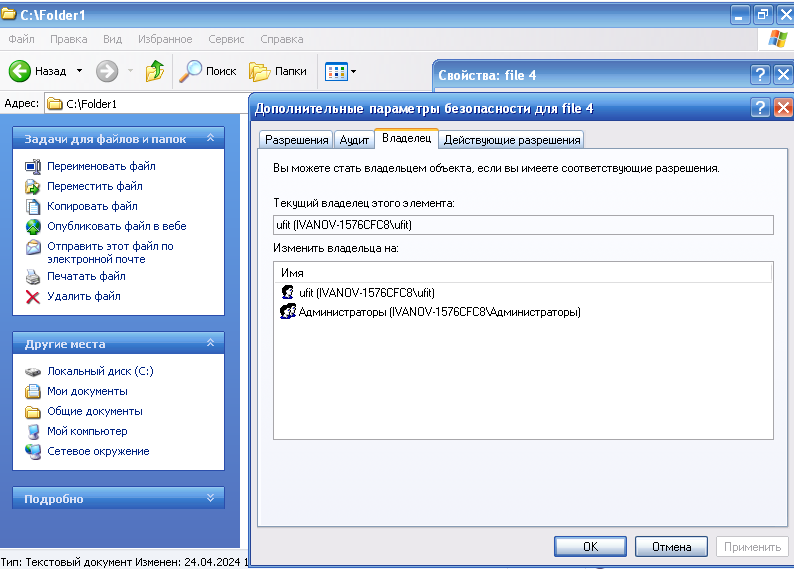 C:\Folder1
Файл Правка Вид Избранное Сервис Справка
Назад Поиск Папки
Адрес: C:\Folder1
Задачи для файлов и папок
Переименовать файл
Переместить файл
Копировать файл
Опубликовать файл в вебе
Отправить этот файл по
электронной почте
Печатать файл
Удалить файл
Другие места
Локальный диск (C:)
Мои документы
Общие документы
Мой компьютер
Сетевое окружение
Подробно
Тип: Текстовый документ Изменен: 24.04.2024 1
Свойства: file 4
Дополнительные параметры безопасности для file 4
Разрешения Аудит Владелец Действующие разрешения
Вы можете стать владельцем объекта, если вы имеете соответствующие разрешения.
Текущий владелец этого элемента:
ufit (IVANOV-1576CFC8\ufit)
Изменить владельца на:
Имя
ufit (IVANOV-1576CFC8\ufit)
Администраторы (IVANOV-1576CFC8\Администраторы)
OK Отмена Применить